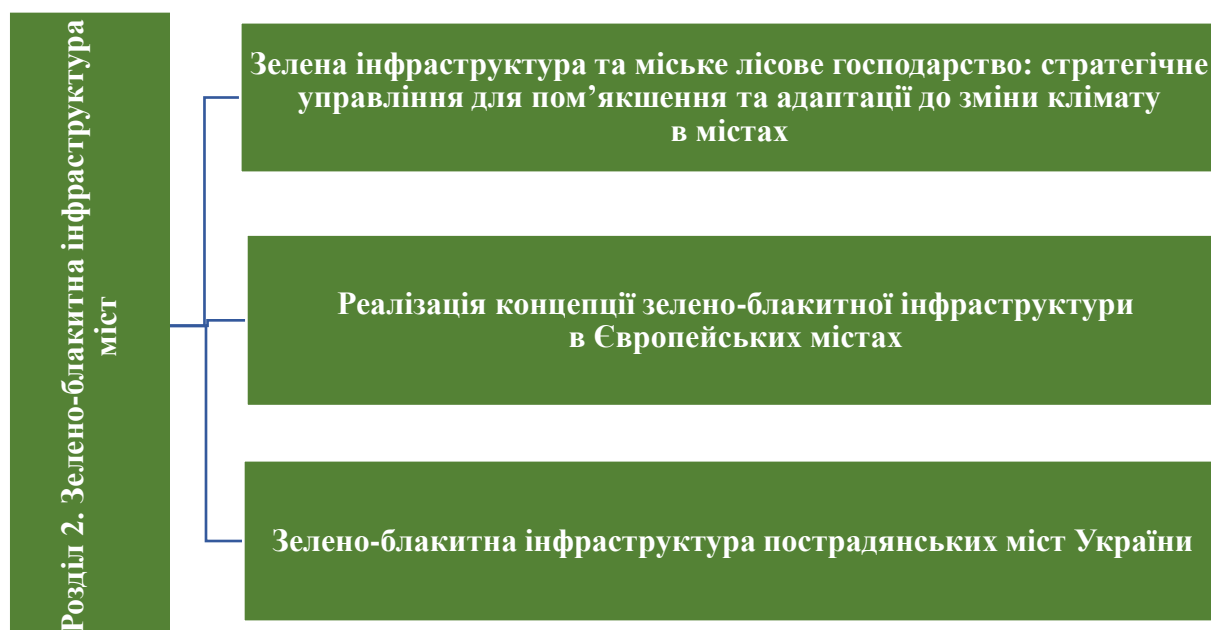 Розділ 2. Зелено-блакитна інфраструктура
міст
Зелена інфраструктура та міське лісове господарство: стратегічне
управління для пом’якшення та адаптації до зміни клімату
в містах
Реалізація концепції зелено-блакитної інфраструктури
в Європейських містах
Зелено-блакитна інфраструктура пострадянських міст України